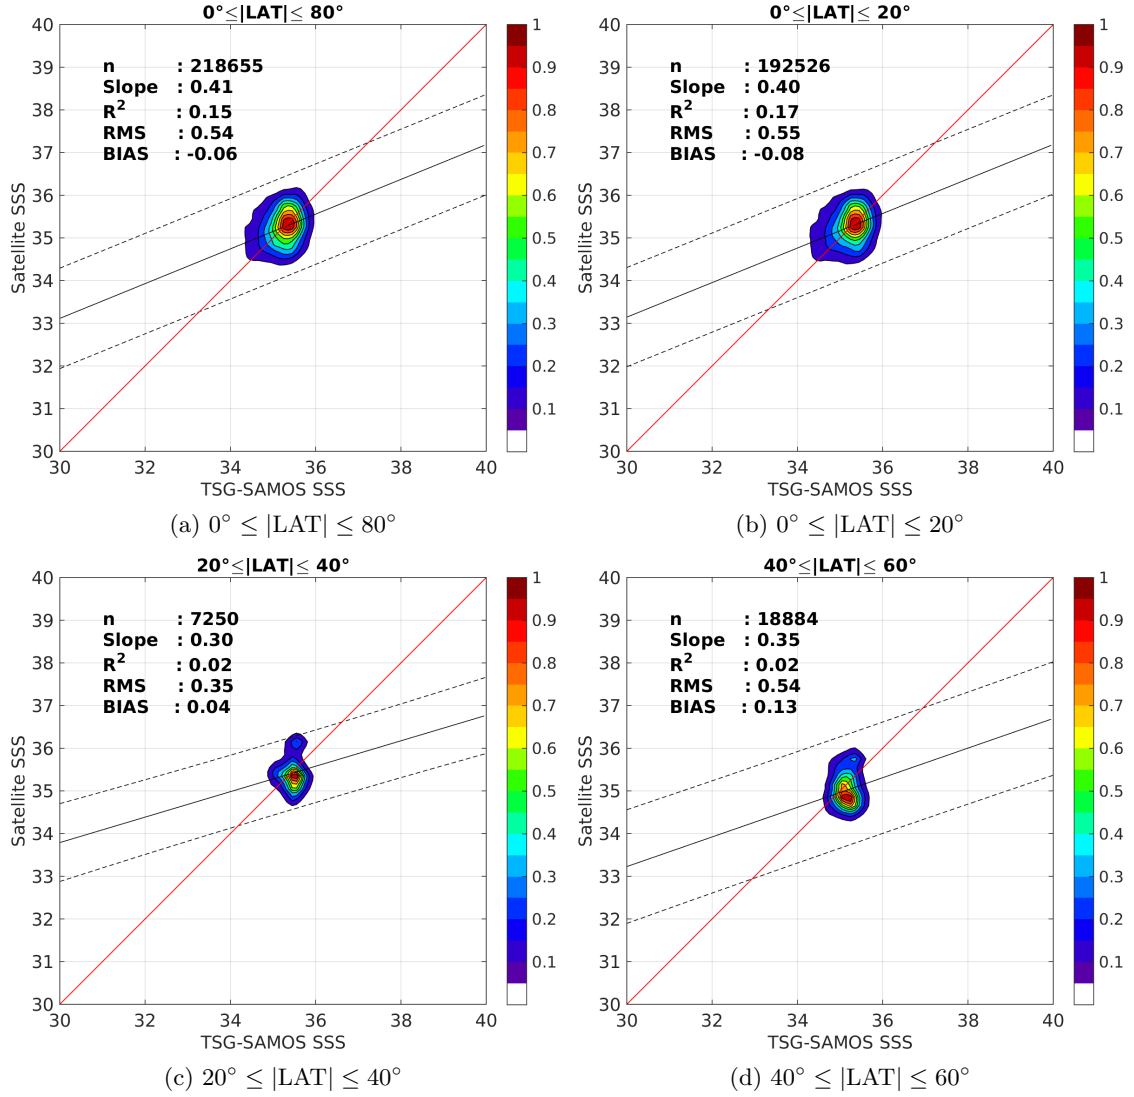 0°≤|LAT|≤ 80°
n : 218655
Slope : 0.41
R2 : 0.15
RMS : 0.54
BIAS : -0.06
40
39
38
37
36
35
34
33
32
31
30
Satellite SSS
30 32 34 36 38 40
TSG-SAMOS SSS
1
0.9
0.8
0.7
0.6
0.5
0.4
0.3
0.2
0.1
(a) 0° ≤ |LAT| ≤ 80°
0°≤|LAT|≤ 20°
n : 192526
Slope : 0.40
R2 : 0.17
RMS : 0.55
BIAS : -0.08
40
39
38
37
36
35
34
33
32
31
30
Satellite SSS
30 32 34 36 38 40
TSG-SAMOS SSS
1
0.9
0.8
0.7
0.6
0.5
0.4
0.3
0.2
0.1
(b) 0° ≤ |LAT| ≤ 20°
20°≤|LAT|≤ 40°
n : 7250
Slope : 0.30
R2 : 0.02
RMS : 0.35
BIAS : 0.04
40
39
38
37
36
35
34
33
32
31
30
Satellite SSS
30 32 34 36 38 40
TSG-SAMOS SSS
1
0.9
0.8
0.7
0.6
0.5
0.4
0.3
0.2
0.1
(c) 20° ≤ |LAT| ≤ 40°
40°≤|LAT|≤ 60°
n : 18884
Slope : 0.35
R2 : 0.02
RMS : 0.54
BIAS : 0.13
40
39
38
37
36
35
34
33
32
31
30
Satellite SSS
30 32 34 36 38 40
TSG-SAMOS SSS
1
0.9
0.8
0.7
0.6
0.5
0.4
0.3
0.2
0.1
(d) 40° ≤ |LAT| ≤ 60°